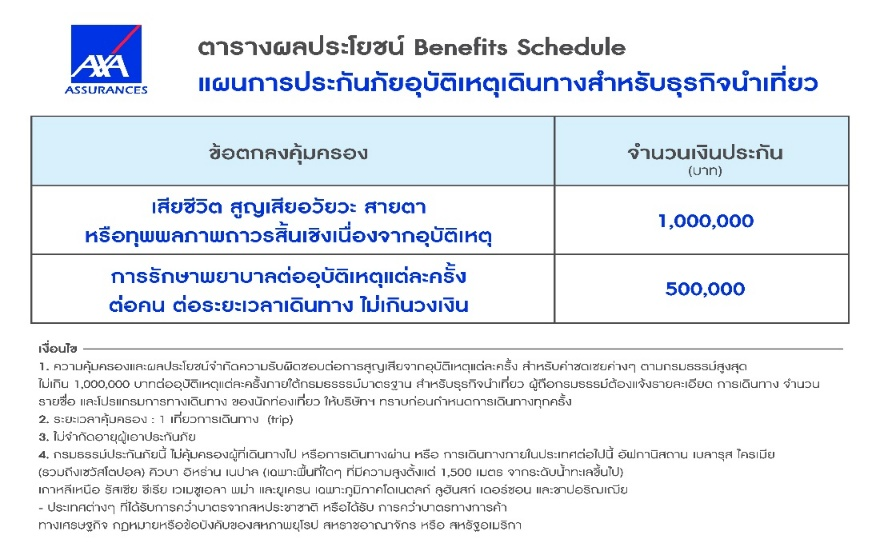 AXA
ASSURANCES
ตารางผลประโยชน์ Benefits Schedule
แผนการประกันภัยอุบัติเหตุเดินทางสำหรับธุรกิจนำเที่ยว
ข้อตกลงคุ้มครอง
จำนวนเงินประกัน
(บาท)
เสียชีวิต สูญเสียอวัยวะ สายตา
หรือทุพพลภาพถาวรสิ้นเชิงเนื่องจากอุบัติเหตุ
1,000,000
การรักษาพยาบาลต่ออุบัติเหตุแต่ละครั้ง
ต่อคน ต่อระยะเวลาเดินทาง ไม่เกินวงเงิน
500,000
เงื่อนไข
1. ความคุ้มครองและผลประโยชน์จำกัดความรับผิดชอบต่อการสูญเสียจากอุบัติเหตุแต่ละครั้ง สำหรับค่าชดเชยต่างๆ ตามกรมธรรม์สูงสุด
ไม่เกิน 1,000,000 บาทต่ออุบัติเหตุแต่ละครั้งภายใต้กรมธรรรม์มาตรฐาน สำหรับธุรกิจนำเที่ยว ผู้ถือกรมธรรม์ต้องแจ้งรายละเอียด การเดินทาง จำนวน
รายชื่อ และโปรแกรมการทางเดินทาง ของนักท่องเที่ยว ให้บริษัทฯ ทราบก่อนกำหนดการเดินทางทุกครั้ง
2. ระยะเวลาคุ้มครอง : 1 เที่ยวการเดินทาง (trip)
3. ไม่จำกัดอายุผู้เอาประกันภัย
4. กรมธรรม์ประกันภัยนี้ ไม่คุ้มครองผู้ที่เดินทางไป หรือการเดินทางผ่าน หรือ การเดินทางภายในประเทศต่อไปนี้ อัฟกานิสถาน เบลารุส ไครเมีย
(รวมถึงเซวัสโตปอล) คิวบา อิหร่าน เนปาล (เฉพาะพื้นที่ใดๆ ที่มีความสูงตั้งแต่ 1,500 เมตร จากระดับน้ำทะเลขึ้นไป)
เกาหลีเหนือ รัสเซีย ซีเรีย เวเนซูเอลา พม่า และยูเครน เฉพาะภูมิภาคโดเนตสก์ ลูฮันสก์ เคอร์ซอน และซาปอริฌเฌีย
- ประเทศต่างๆ ที่ได้รับการคว่ำบาตรจากสหประชาชาติ หรือได้รับ การคว่ำบาตรทางการค้า
ทางเศรษฐกิจ กฎหมายหรือข้อบังคับของสหภาพยุโรป สหราชอาณาจักร หรือ สหรัฐอเมริกา